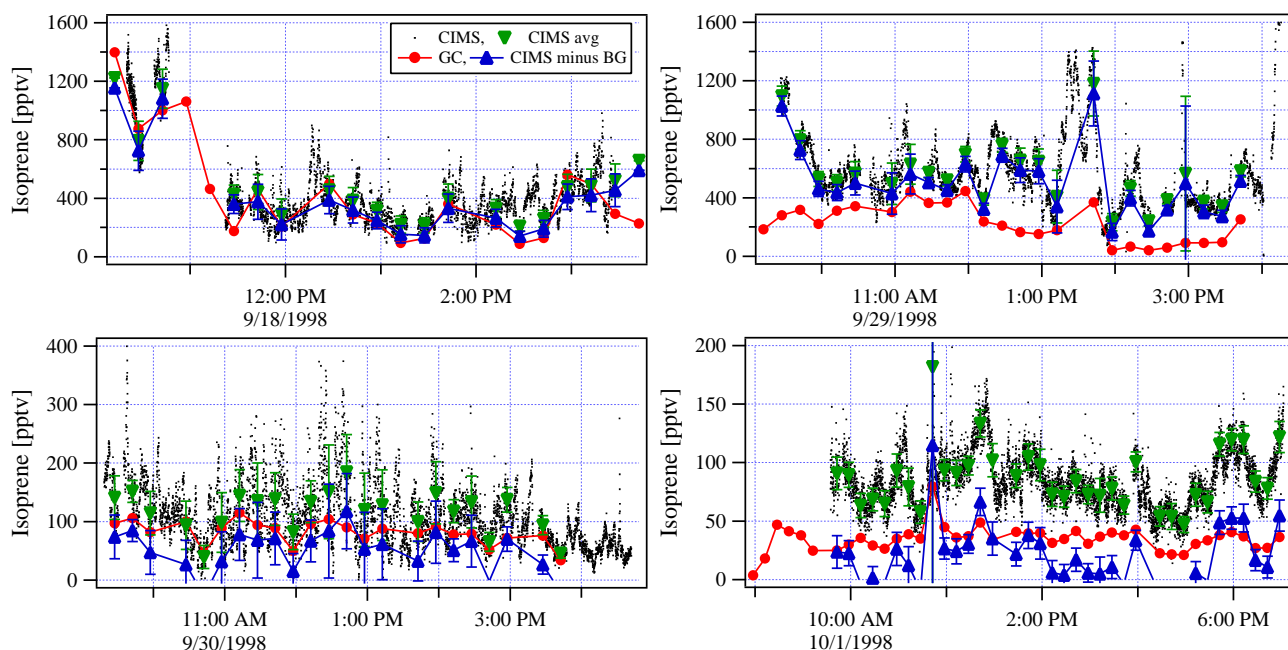 1600
1200
800
400
0
Isoprene [pptv]
CIMS, CIMS avg
GC, CIMS minus BG
12:00 PM
2:00 PM
9/18/1998
1600
1200
800
400
0
Isoprene [pptv]
11:00 AM
1:00 PM
3:00 PM
9/29/1998
400
300
200
100
0
Isoprene [pptv]
11:00 AM
1:00 PM
3:00 PM
9/30/1998
200
150
100
50
0
Isoprene [pptv]
10:00 AM
2:00 PM
6:00 PM
10/1/1998